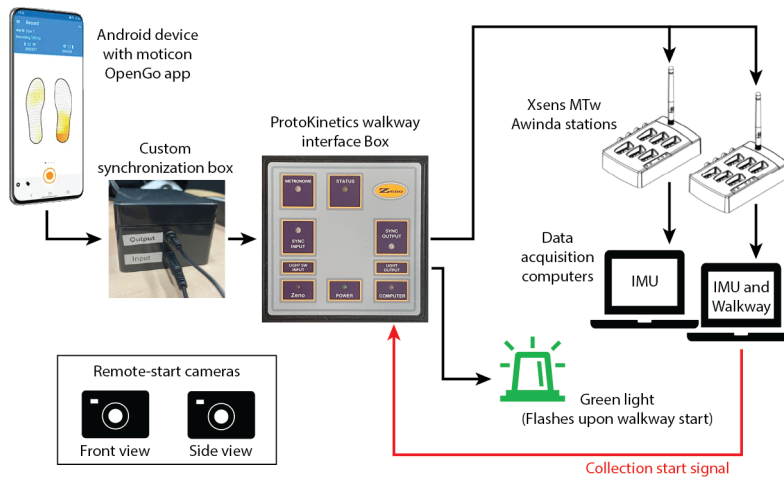 Record
Android device
with moticon
OpenGo app
Custom
synchronization box
Output
Input
ProtoKinetics walkway
interface Box
METRONOME
STATUS
Zeno
SYNC
INPUT
SYNC
OUTPUT
LIGHT SW
INPUT
LIGHT
OUTPUT
Zeno
POWER
COMPUTER
Xsens MTw
Awinda stations
Data
acquisition
computers
IMU
IMU and
Walkway
Green light
(Flashes upon walkway start)
Collection start signal
Remote-start cameras
Front view
Side view